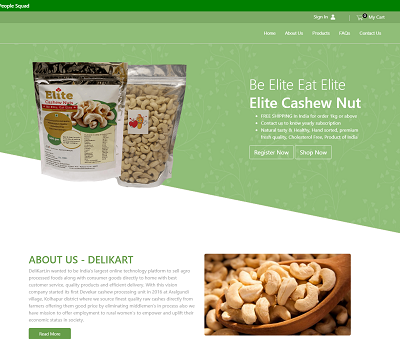 People Squad
Sign In | 0 My Cart
Home About Us Products FAQs Contact Us
Be Elite Eat Elite
Elite Cashew Nut
FREE SHIPPING In India for order 1Kg or above
Contact us to know yearly subscription
Natural tasty & Healthy, Hand sorted, premium
Fresh quality, Cholesterol Free, Product of India
Register Now Shop Now
Elite
Cashew Nuts
ABOUT US - DELIKART
DeliKart.in wanted to be India's largest online technology platform to sell agro
processed foods along with consumer goods directly to home with best
customer service, quality products and efficient delivery. With this vision
company started its first Devekar cashew processing unit in 2016 at Asalgandi
village, Kolhapur district where we source finest quality raw cashes directly from
farmers offering them good price by eliminating middlemen's in process also we
have mission to offer employment to rural women's to empower and uplift their
economic status in society.
Read More